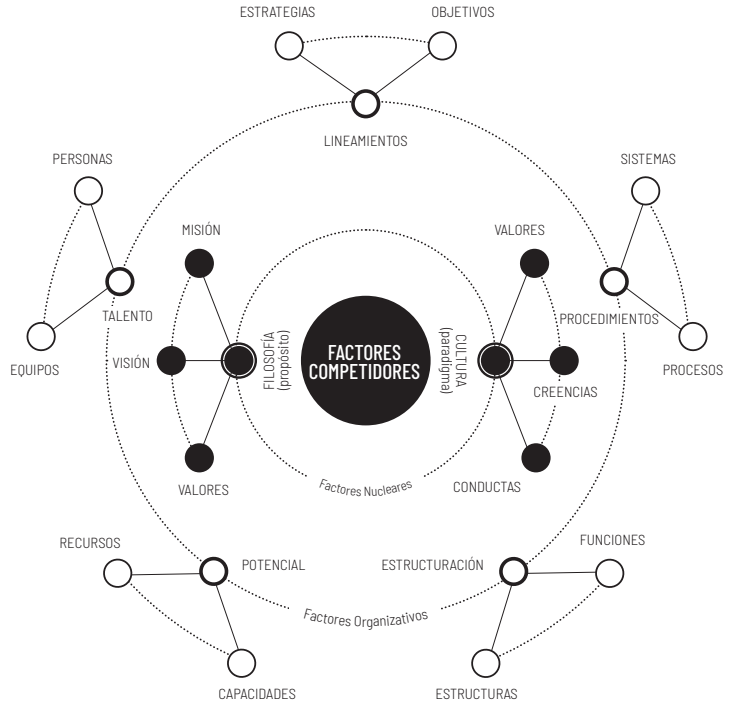 ESTRATEGIAS
OBJETIVOS
LINEAMIENTOS
PERSONAS
SISTEMAS
MISIÓN
VALORES
TALENTO
PROCEDIMIENTOS
EQUIPOS
VISIÓN
FILOSOFÍA
(propósito)
FACTORES
COMPETIDORES
CULTURA
(paradigma)
CREENCIAS
PROCESOS
VALORES
Factores Nucleares
CONDUCTAS
RECURSOS
POTENCIAL
ESTRUCTURACIÓN
FUNCIONES
Factores Organizativos
CAPACIDADES
ESTRUCTURAS